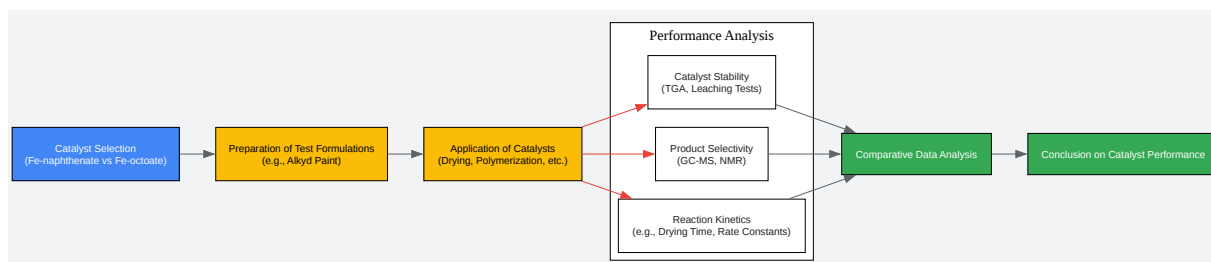 Catalyst Selection
(Fe-naphthenate vs Fe-octoate)
Preparation of Test Formulations
(e.g., Alkyd Paint)
Application of Catalysts
(Drying, Polymerization, etc.)
Performance Analysis
Catalyst Stability
(TGA, Leaching Tests)
Product Selectivity
(GC-MS, NMR)
Reaction Kinetics
(e.g., Drying Time, Rate Constants)
Comparative Data Analysis
Conclusion on Catalyst Performance